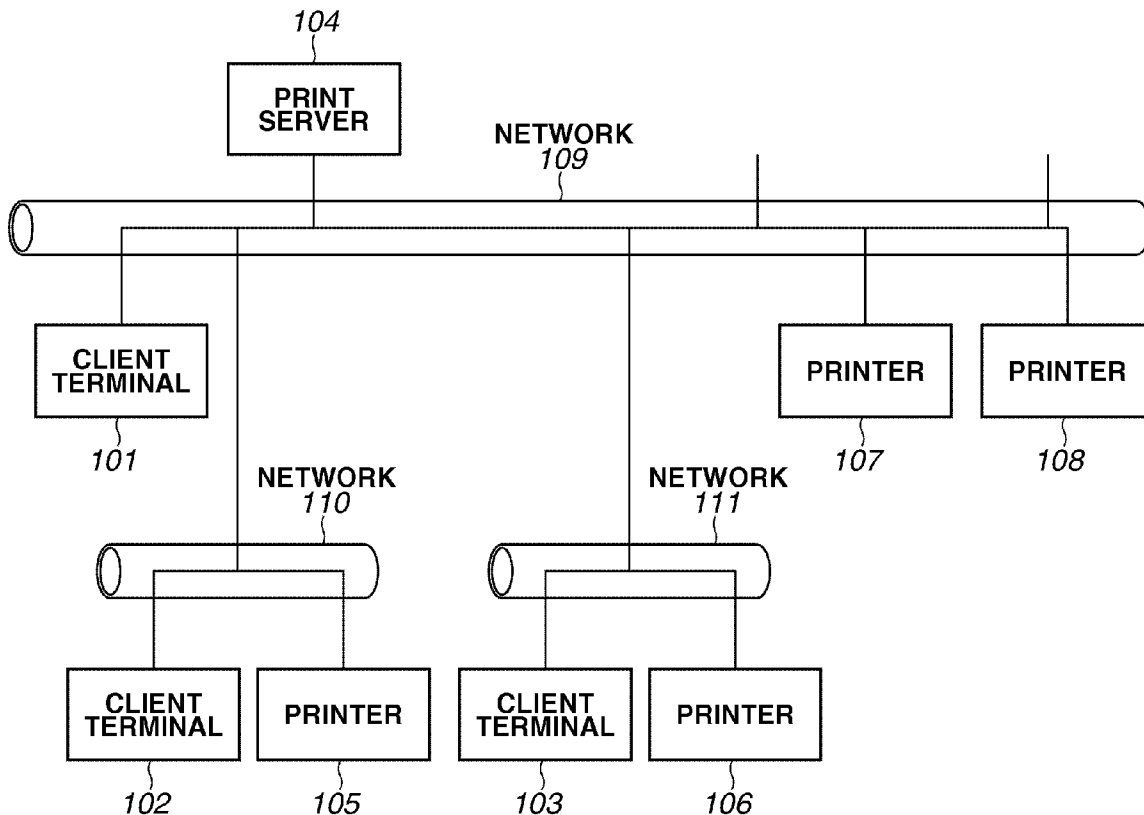 104
PRINT
SERVER
NETWORK
109
CLIENT
TERMINAL
101
PRINTER
107
PRINTER
108
NETWORK
110
NETWORK
111
CLIENT
TERMINAL
102
PRINTER
105
CLIENT
TERMINAL
103
PRINTER
106